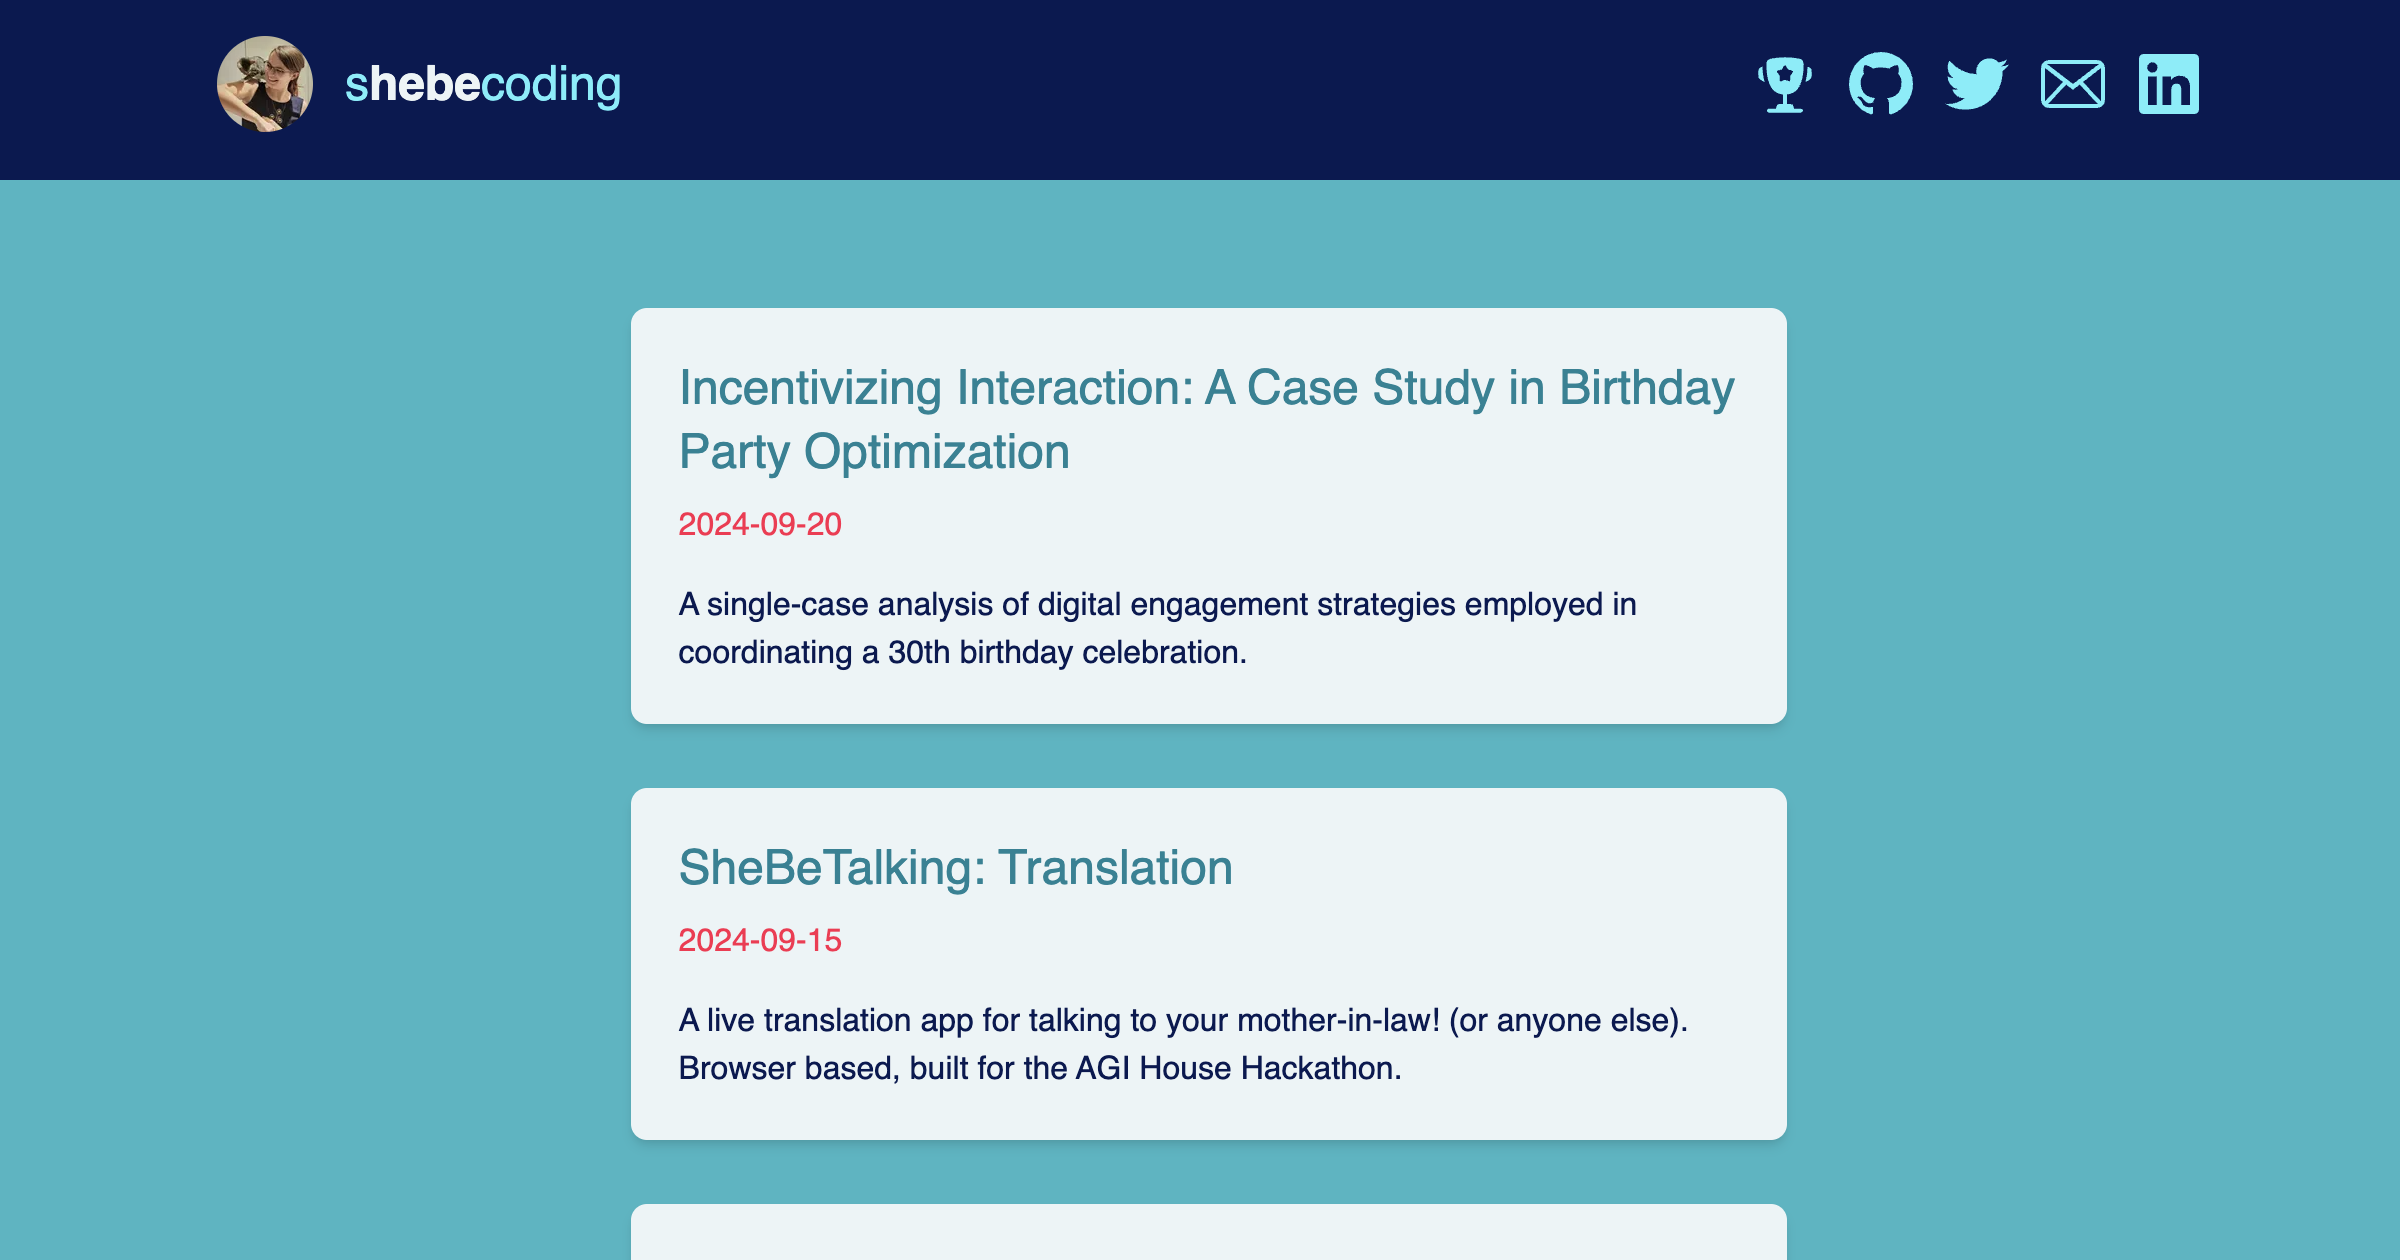 shebecoding
Incentivizing Interaction: A Case Study in Birthday
Party Optimization
2024-09-20
A single-case analysis of digital engagement strategies employed in
coordinating a 30th birthday celebration.
SheBeTalking: Translation
2024-09-15
A live translation app for talking to your mother-in-law! (or anyone else).
Browser based, built for the AGI House Hackathon.